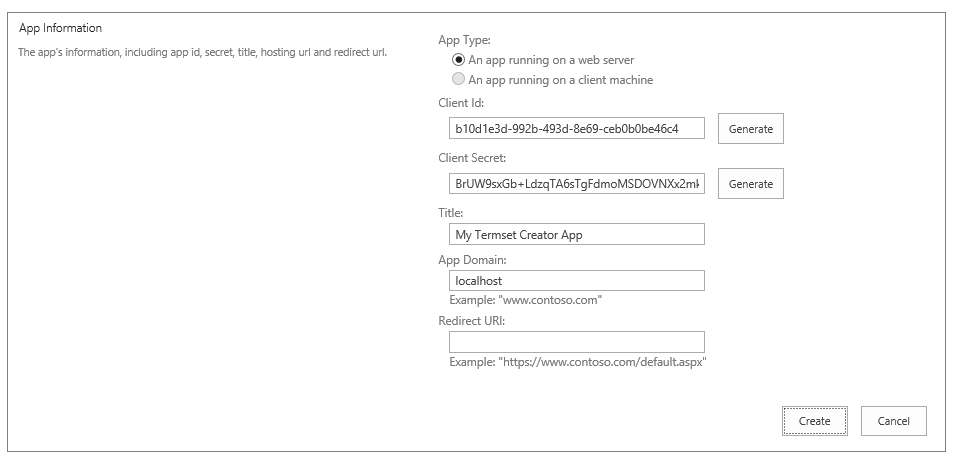 App Information
The app's information, including app id, secret, title, hosting url and redirect url.
App Type:
An app running on a web server
An app running on a client machine
Client Id:
b10d1e3d-992b-493d-8e69-ceb0b0be46c4
Generate
Client Secret:
BrUW9sxGb+LdzqTA6sTgFdmoMSDOVNXx2mk
Generate
Title:
My Termset Creator App
App Domain:
localhost
Example: "www.contoso.com"
Redirect URI:
Example: "https://www.contoso.com/default.aspx"
Create
Cancel